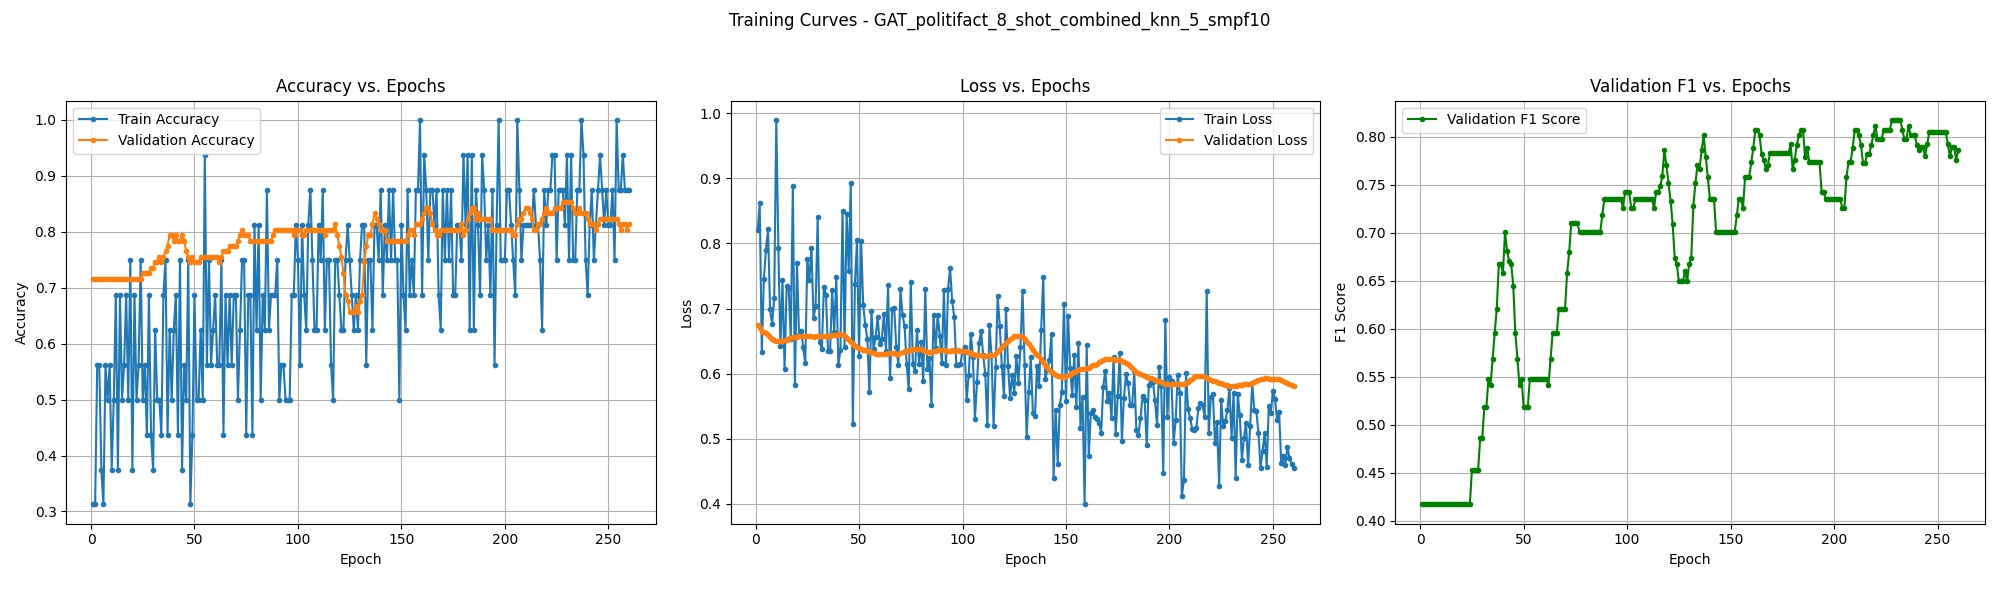 Training Curves - GAT_politifact_8_shot_combined_knn_5_smpf10
Accuracy vs. Epochs
Train Accuracy
Validation Accuracy
Accuracy
1.0
0.9
0.8
0.7
0.6
0.5
0.4
0.3
0 50 100 150 200 250
Epoch
Loss vs. Epochs
Train Loss
Validation Loss
Loss
1.0
0.9
0.8
0.7
0.6
0.5
0.4
0 50 100 150 200 250
Epoch
Validation F1 vs. Epochs
Validation F1 Score
F1 Score
0.80
0.75
0.70
0.65
0.60
0.55
0.50
0.45
0.40
0 50 100 150 200 250
Epoch